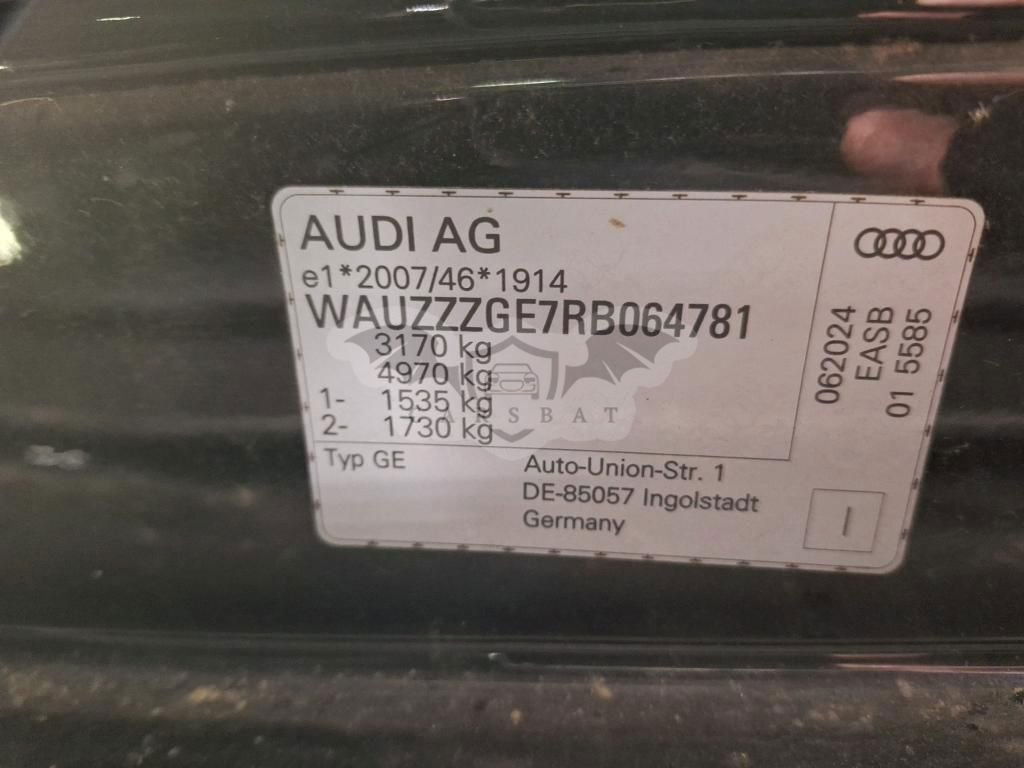 AUDI AG
e1*2007/46*1914
WAUZZZGE7RB064781
3170 kg
4970 kg
1- 1535 kg
2- 1730 kg
Typ GE
Auto-Union-Str. 1
DE-85057 Ingolstadt
Germany
062024
EASB
01 5585
I
CARSBAT